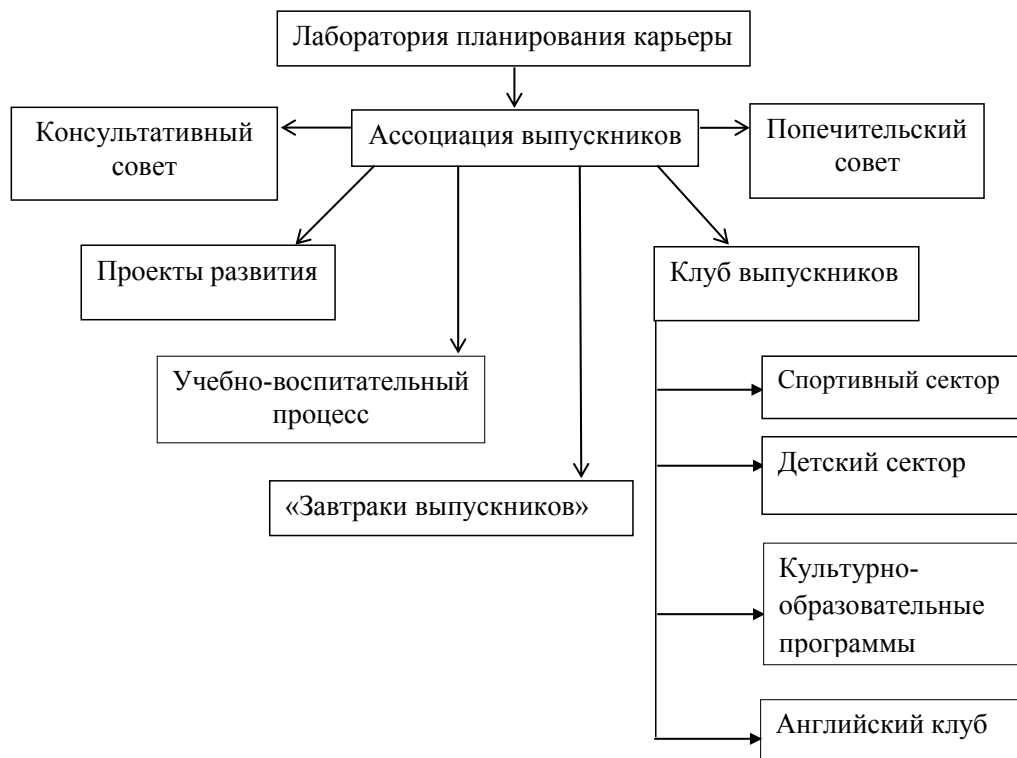 Лаборатория планирования карьеры
Консультативный
совет
Ассоциация выпускников
Попечительский
совет
Проекты развития
Клуб выпускников
Учебно-воспитательный
процесс
Спортивный сектор
Детский сектор
«Завтраки выпускников»
Культурно-
образовательные
программы
Английский клуб